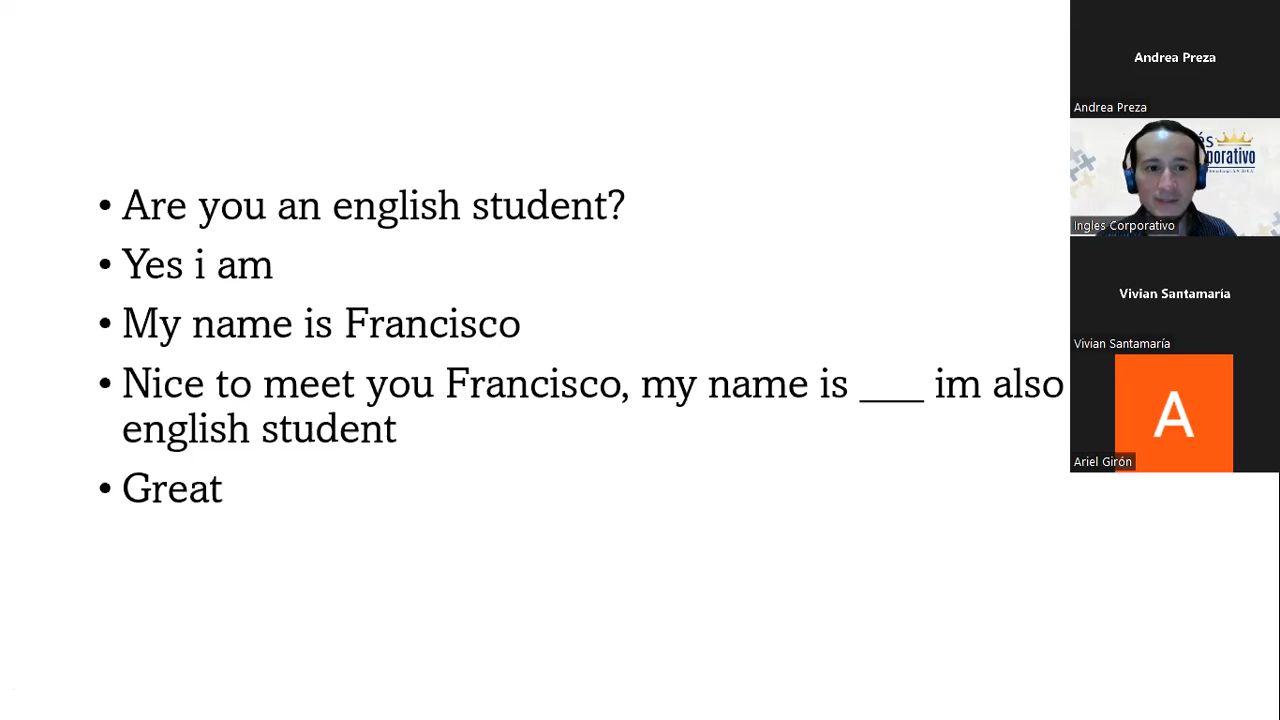 • Are you an english student?
• Yes i am
• My name is Francisco
• Nice to meet you Francisco, my name is ____ im also
english student
• Great
Andrea Preza
Andrea Preza
porativo
Ingles Corporativo
Vivian Santamaría
Vivian Santamaría
A
Ariel Girón